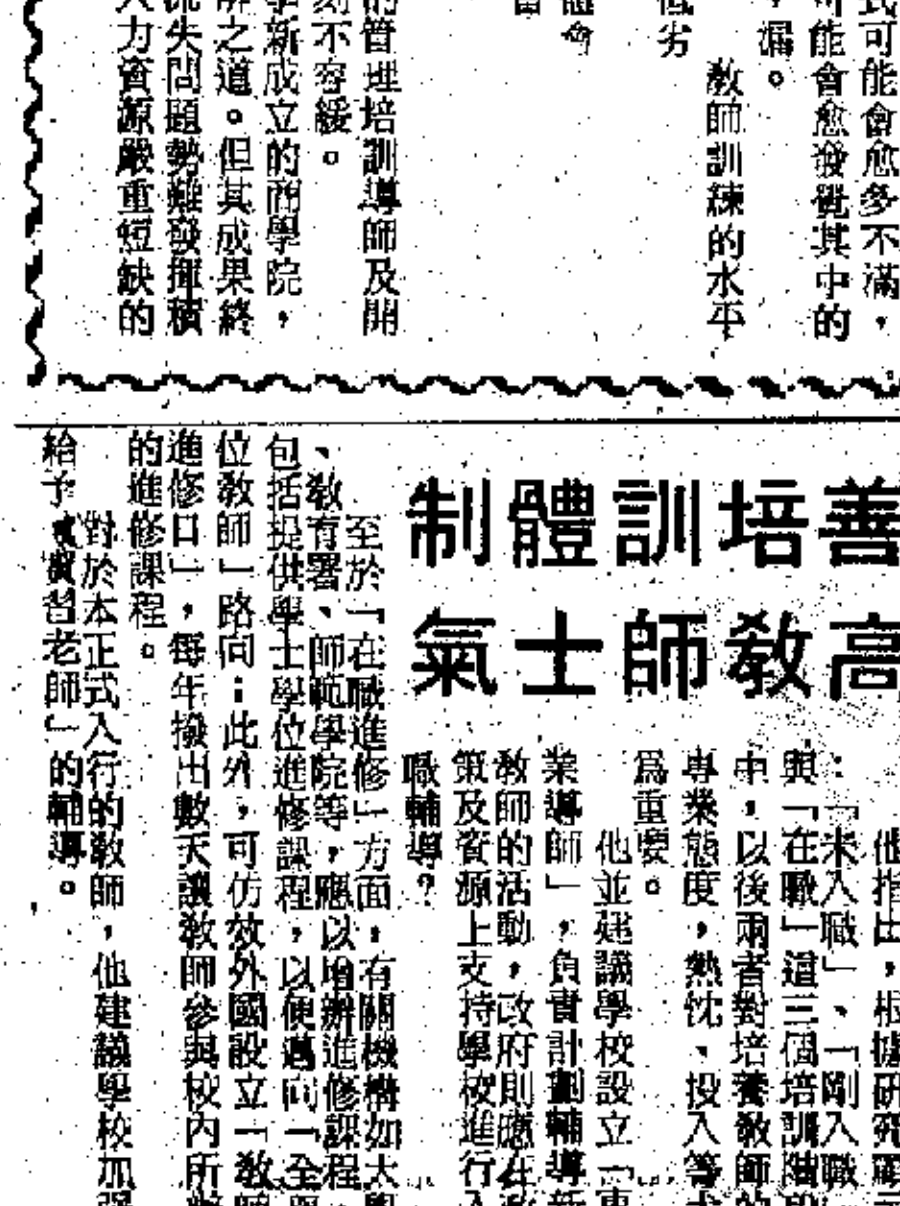 式可能會愈多不滿，
可能會愈發覺其中的
漏。
教師訓練的水平
低劣
體會
的管理培訓導師及開
刻不容緩。
學新成立的商學院，
解之道。但其成果終
流失問題勢難發揮積
人力資源嚴重短缺的
善培訓體制
高教師士氣
他指出，根據研究顯示
：「未入職」、「剛入職」
與「在職」這三個培訓階段
中，以後兩者對培養教師的
專業態度，熱忱、投入等
爲重要。
他並建議學校設立「專
業導師」，負責計劃輔導新
教師的活動，政府則應在政
策及資源上支持學校進行入
職輔導？
至於「在職進修」方面，有關機構如大學
、教育署、師範學院等，應以增辦進修課程，
包括提供學士學位進修課程，以便邁向「全
位教師」路向；此外，可仿效外國設立「教師
進修日」，每年撥出數天讓教師參與校內所
的進修課程。
對於本正式入行的教師，他建議學校加强
給予實習老師」的輔導。